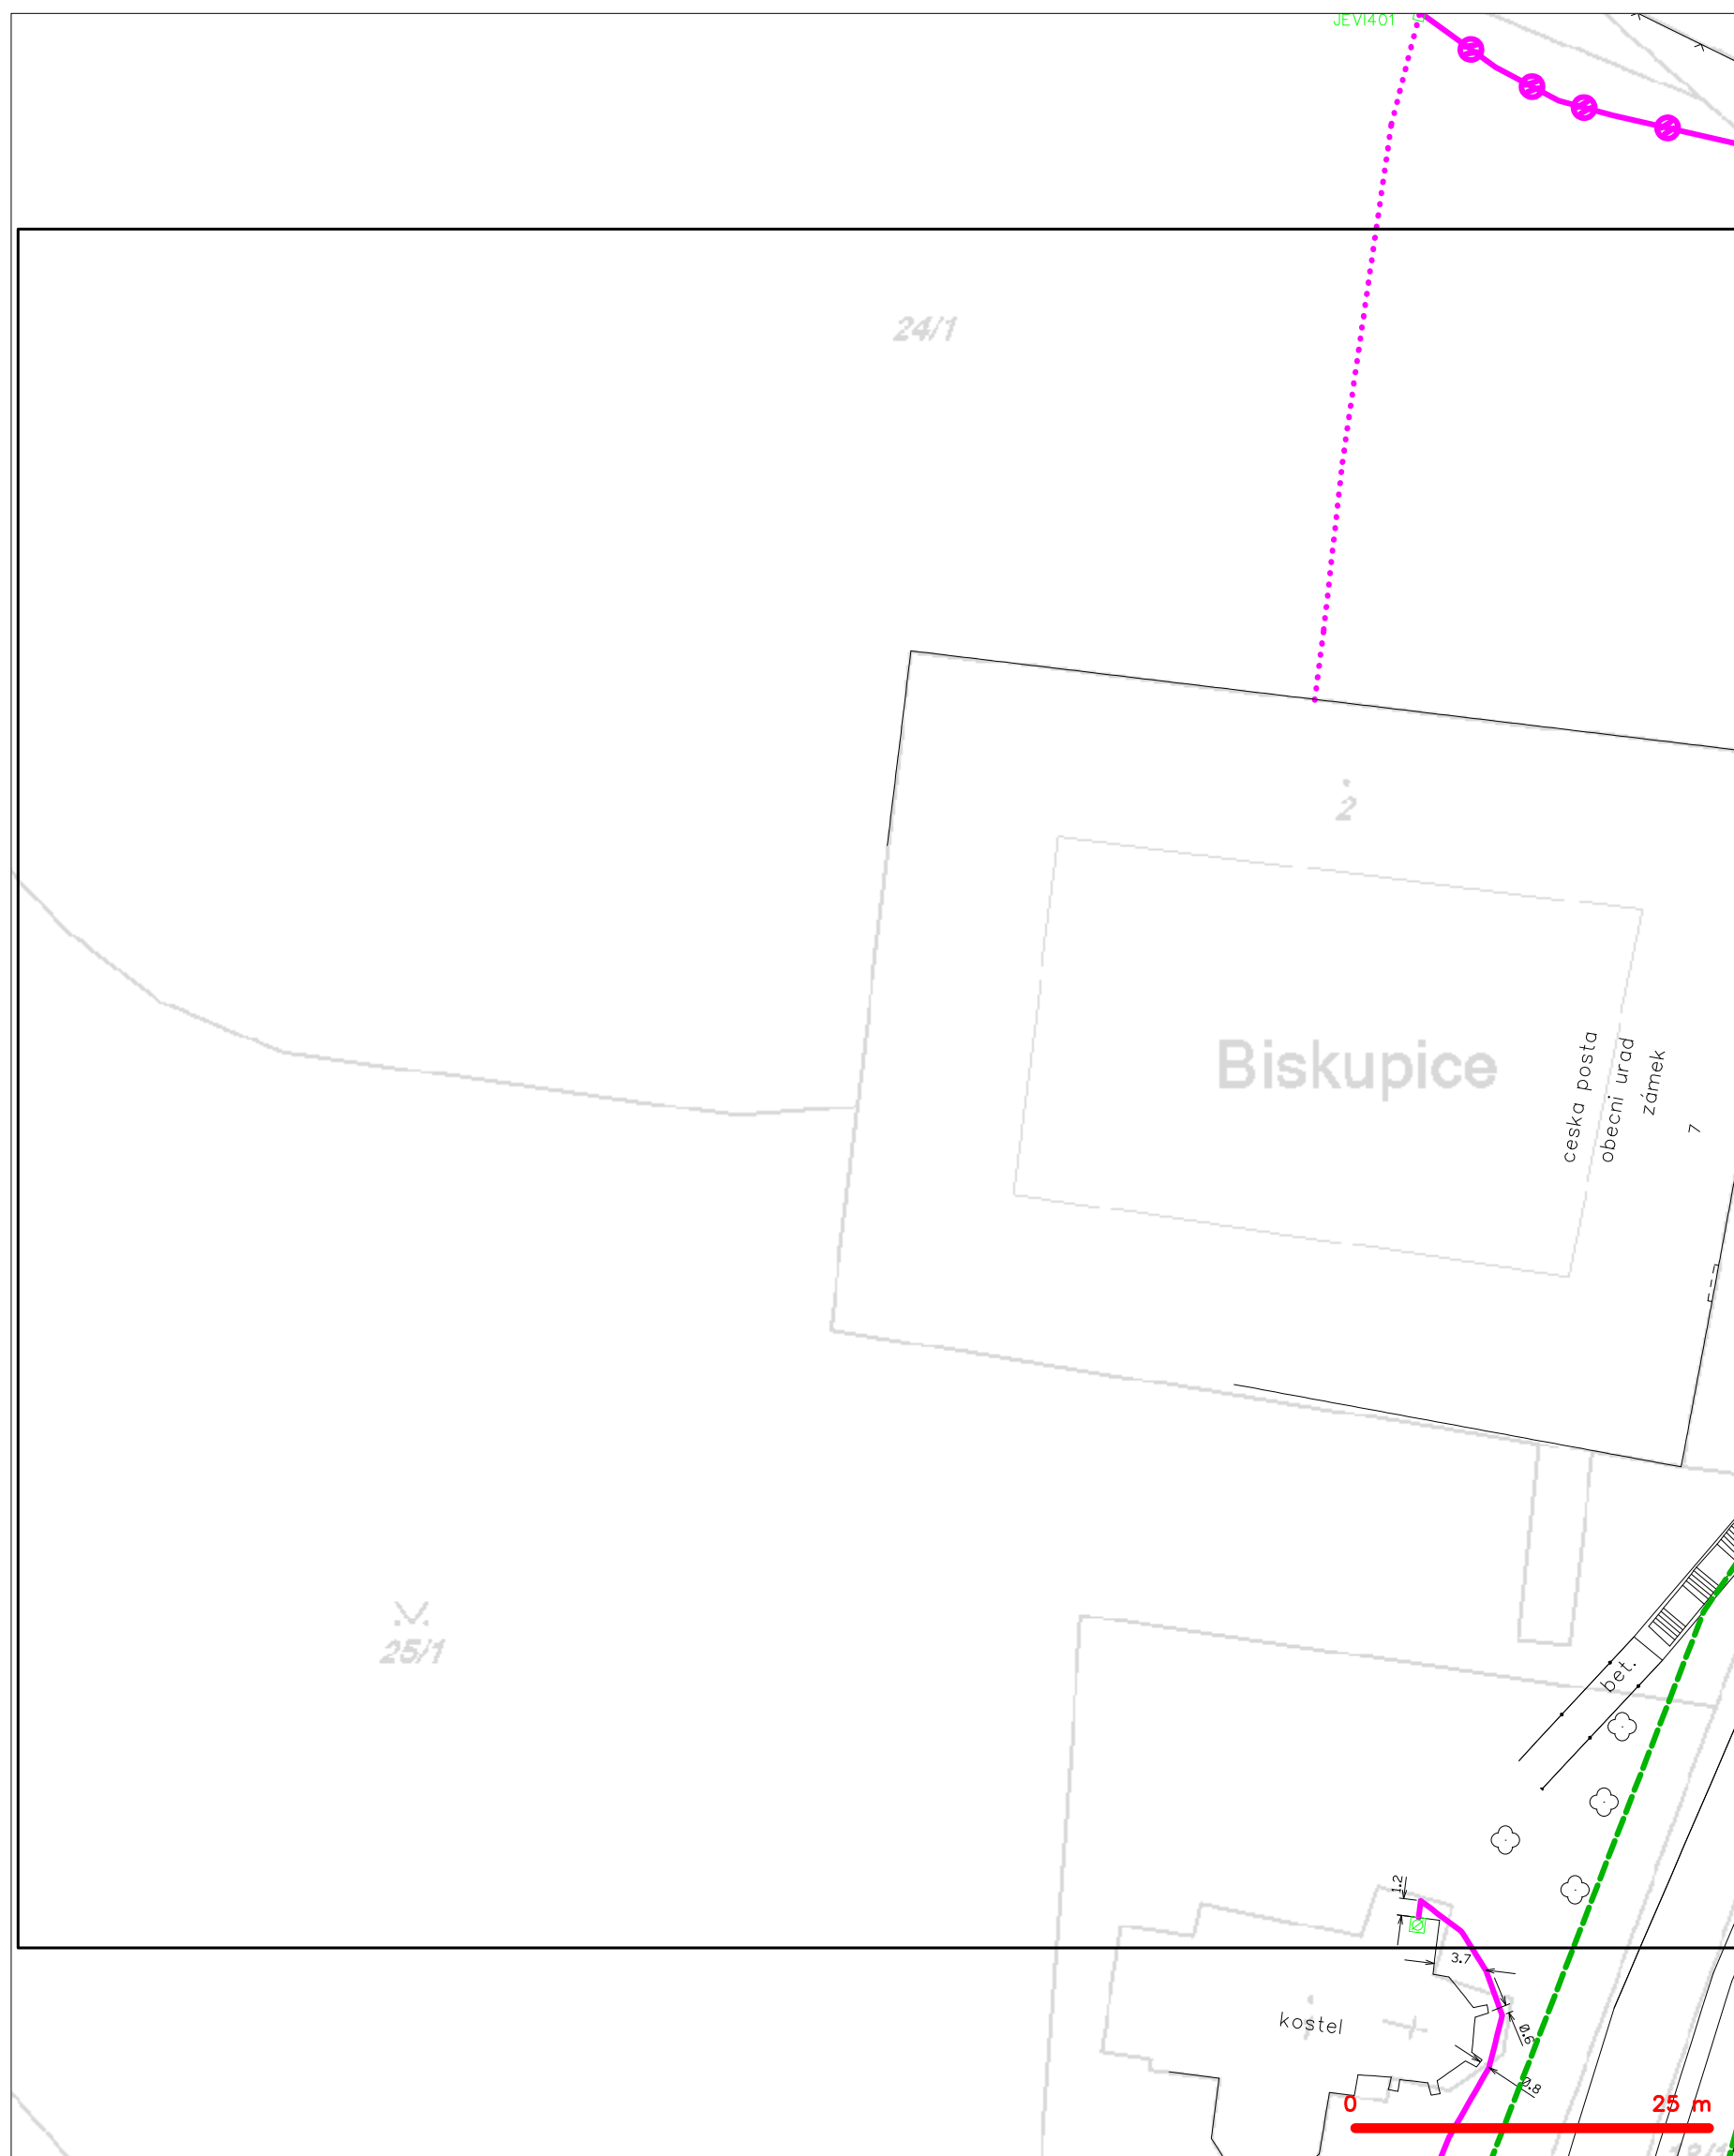 JEVI401
24/1
2
Biskupice
ceska posta
obecni urad
zámek
7
bet.
25/1
1.2
3.7
kostel
0.6
0.8
0 25 m